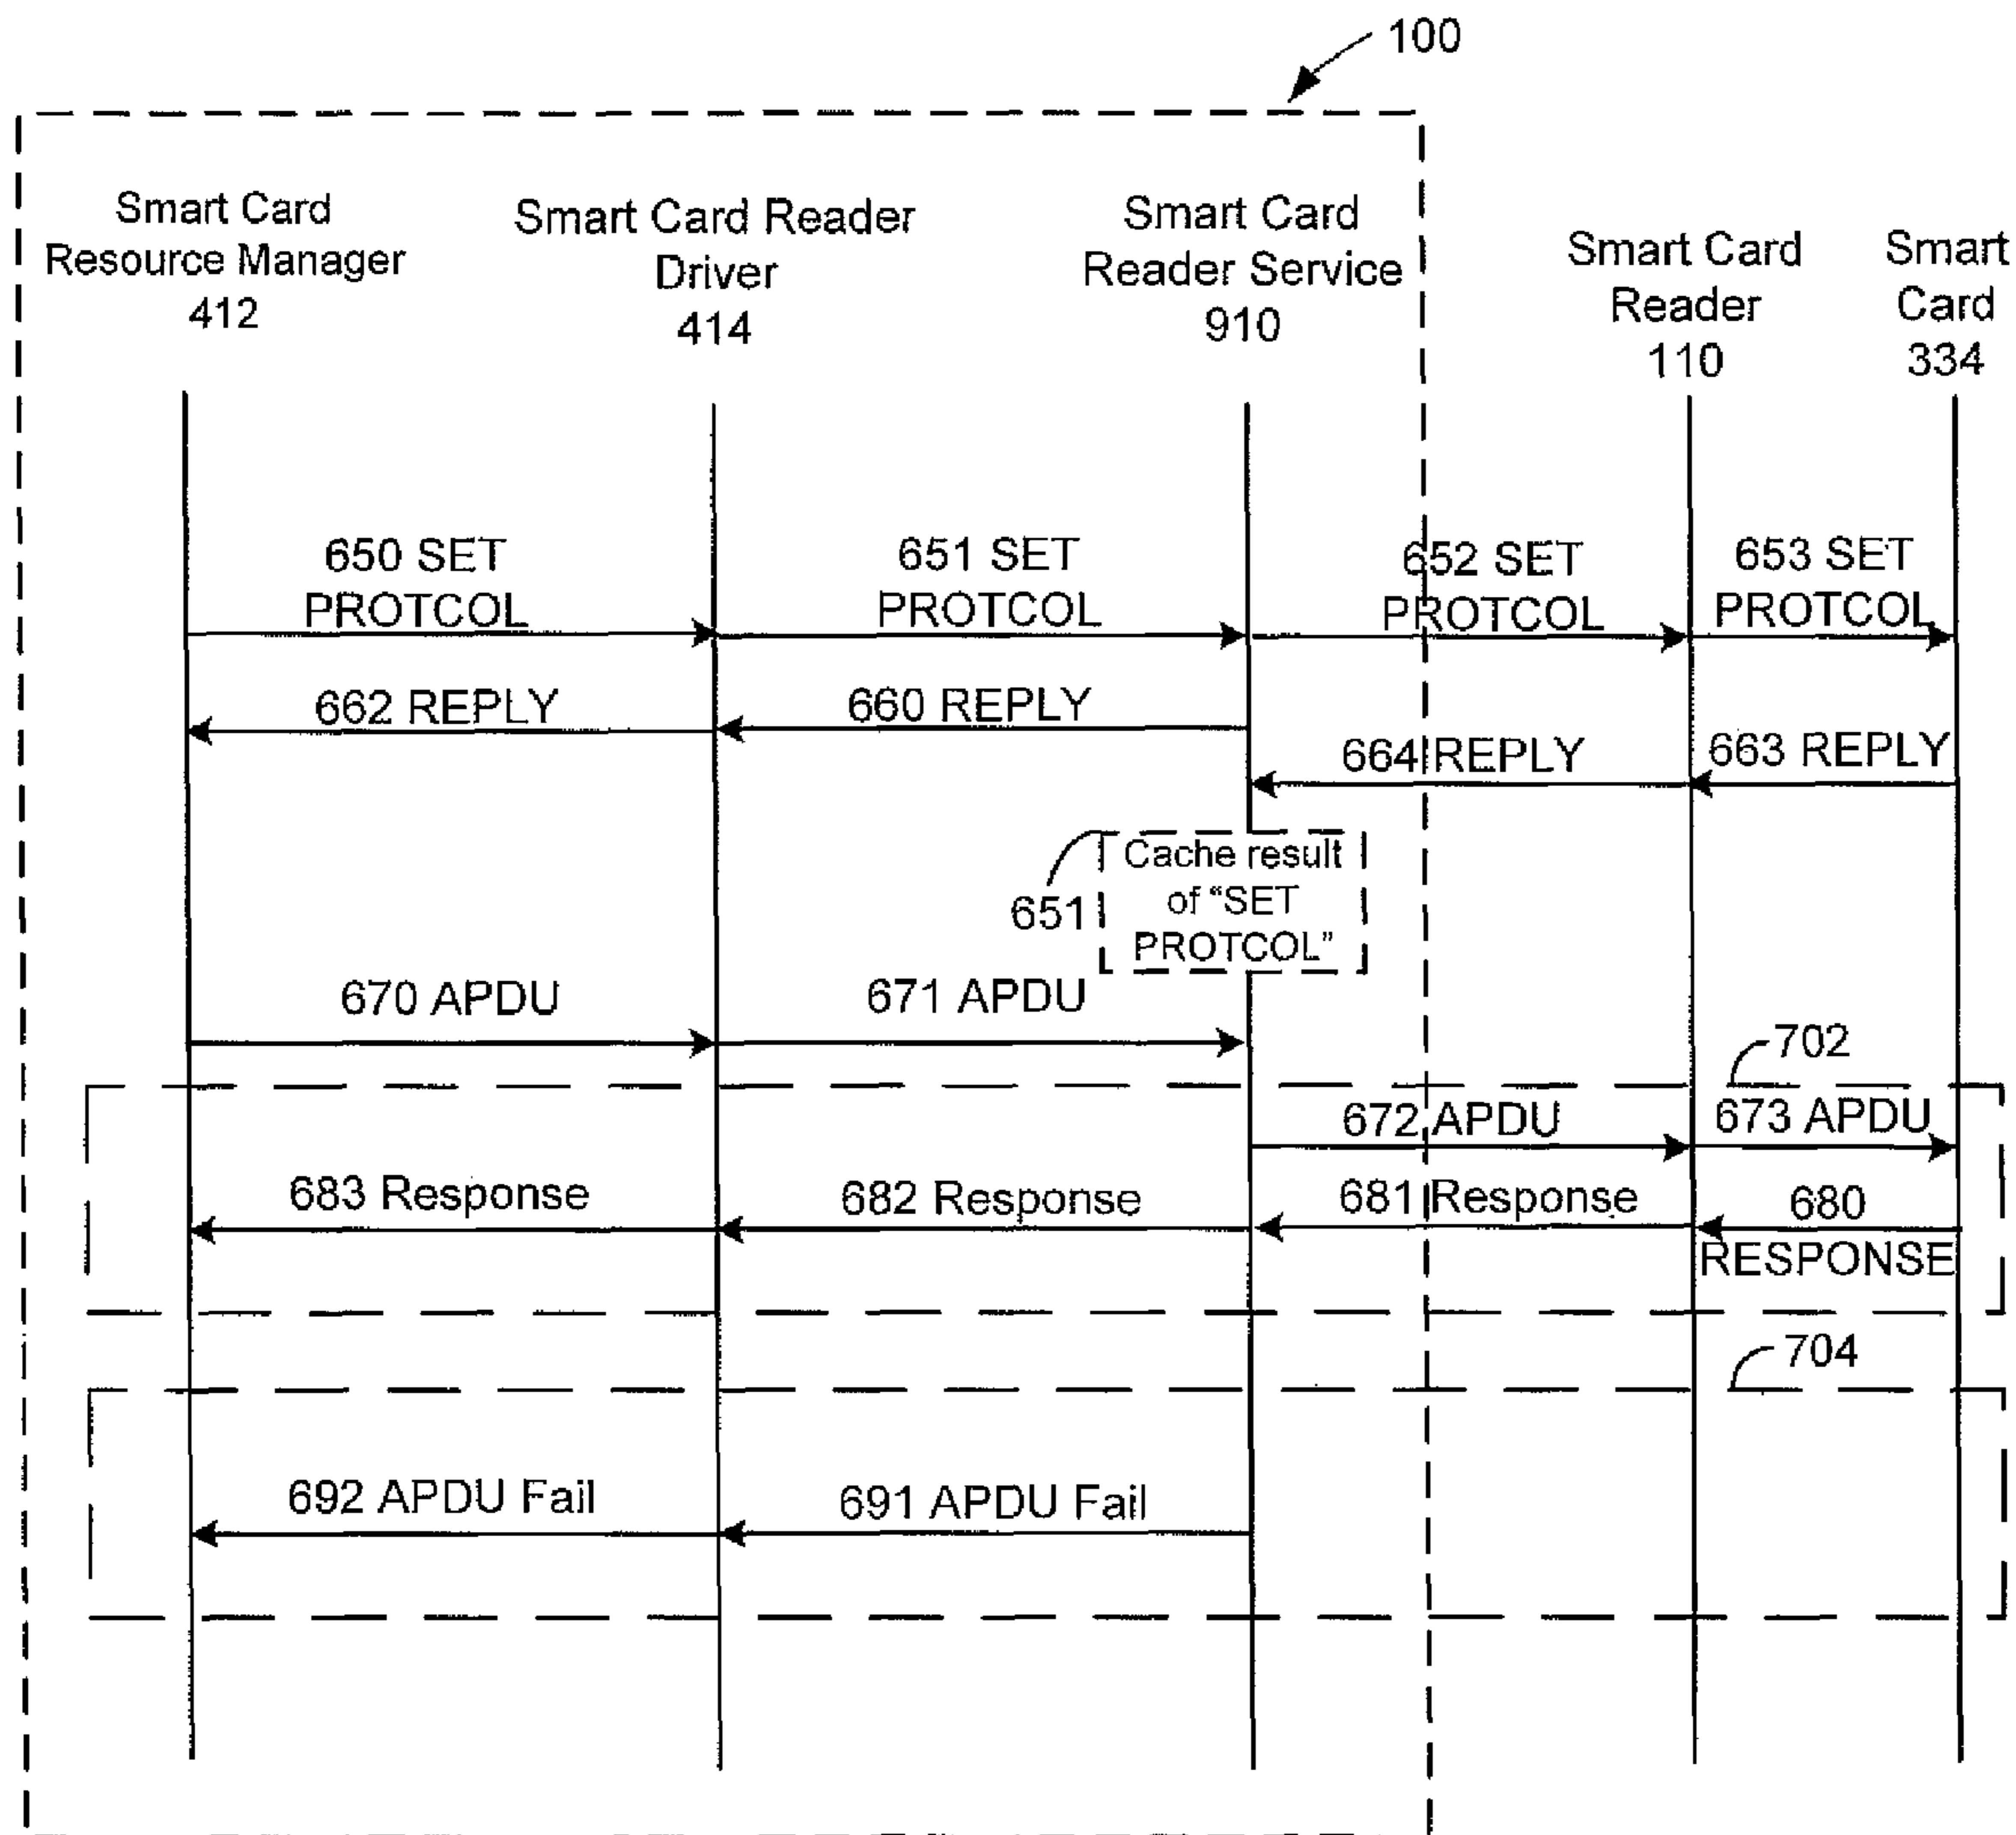 100
Smart Card
Resource Manager
412
Smart Card Reader
Driver
414
Smart Card
Reader Service
910
Smart Card
Reader
110
Smart
Card
334
650 SET
PROTCOL
651 SET
PROTCOL
652 SET
PROTCOL
653 SET
PROTCOL
662 REPLY
660 REPLY
664 REPLY
663 REPLY
651
Cache result
of “SET
PROTCOL”
670 APDU
671 APDU
702
672 APDU
673 APDU
683 Response
682 Response
681 Response
680
RESPONSE
704
692 APDU Fail
691 APDU Fail